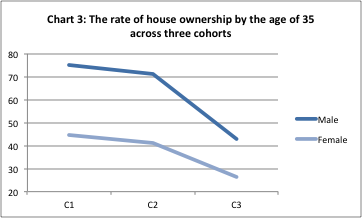 Chart 3: The rate of house ownership by the age of 35
across three cohorts
80
70
60
50
40
30
20
C1 C2 C3
Male
Female